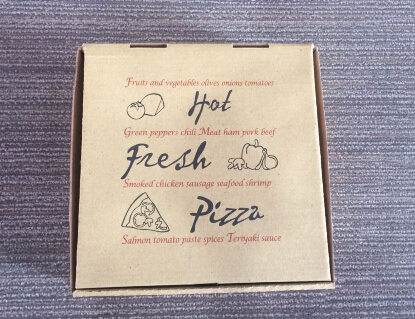 Fruits and vegetables olives onions tomatoes
Hot
Green peppers chili Meat ham pork beef
Fresh
Smoked chicken sausage seafood shrimp
Pizza
Salmon tomato paste spices Teriyaki sauce